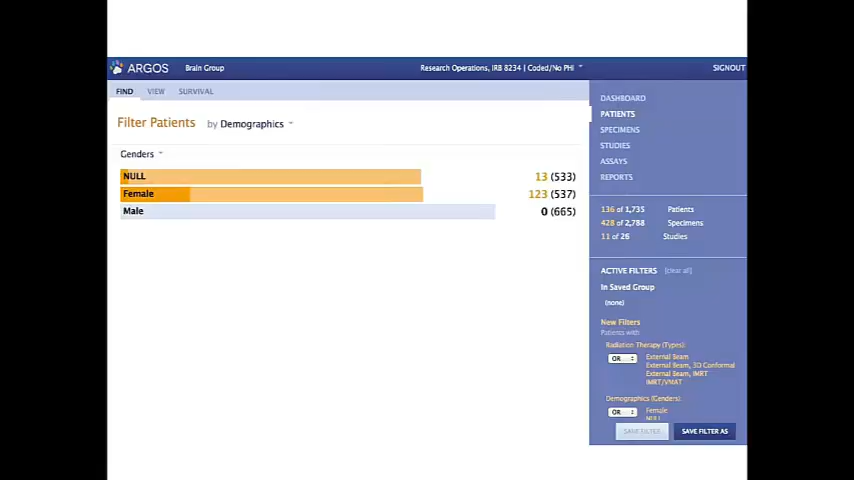 ARGOS Brain Group Research Operations, IRB 8234 | Coded/No PHI SIGNOUT
FIND VIEW SURVIVAL
Filter Patients by Demographics
Genders
NULL 13 (533)
Female 123 (537)
Male 0 (665)
DASHBOARD
PATIENTS
SPECIMENS
STUDIES
ASSAYS
REPORTS
136 of 1,735 Patients
428 of 2,788 Specimens
11 of 26 Studies
ACTIVE FILTERS [clear all]
In Saved Group
(none)
New Filters
Patients with
Radiation Therapy (Types):
OR External Beam
External Beam, 3D Conformal
External Beam, IMRT
IMRT/VMAT
Demographics (Genders):
OR Female
NULL
SAVE FILTER SAVE FILTER AS